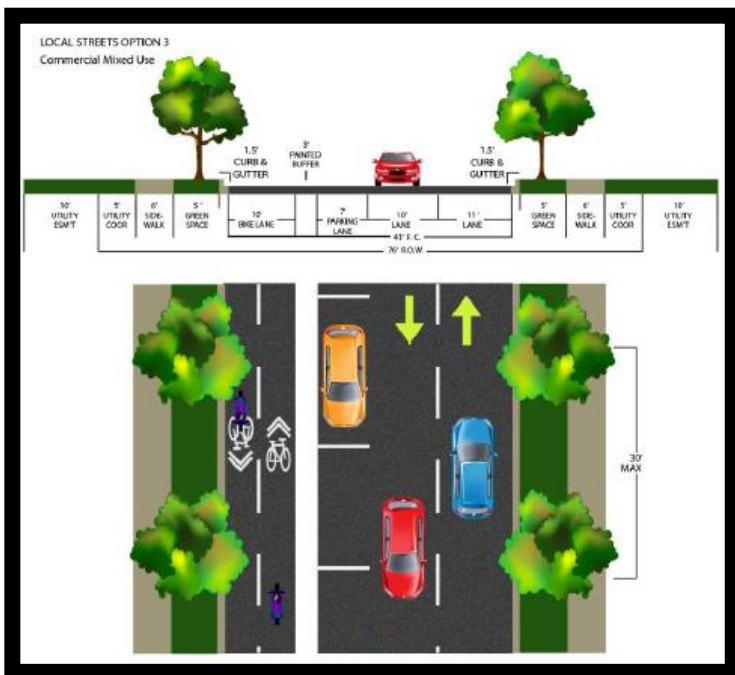 LOCAL STREETS OPTION 3
Commercial Mixed Use
1.5'
CURB &
GUTTER
3'
PAINTED
BUFFER
1.5'
CURB &
GUTTER
10'
UTILITY
ESM'T
5'
UTILITY
COOR
6'
SIDE-
WALK
5'
GREEN
SPACE
10'
BIKE LANE
7'
PARKING
LANE
10'
LANE
11'
LANE
5'
GREEN
SPACE
6'
SIDE-
WALK
5'
UTILITY
COOR
10'
UTILITY
ESM'T
41' F.C.
76' R.O.W.
30'
MAX